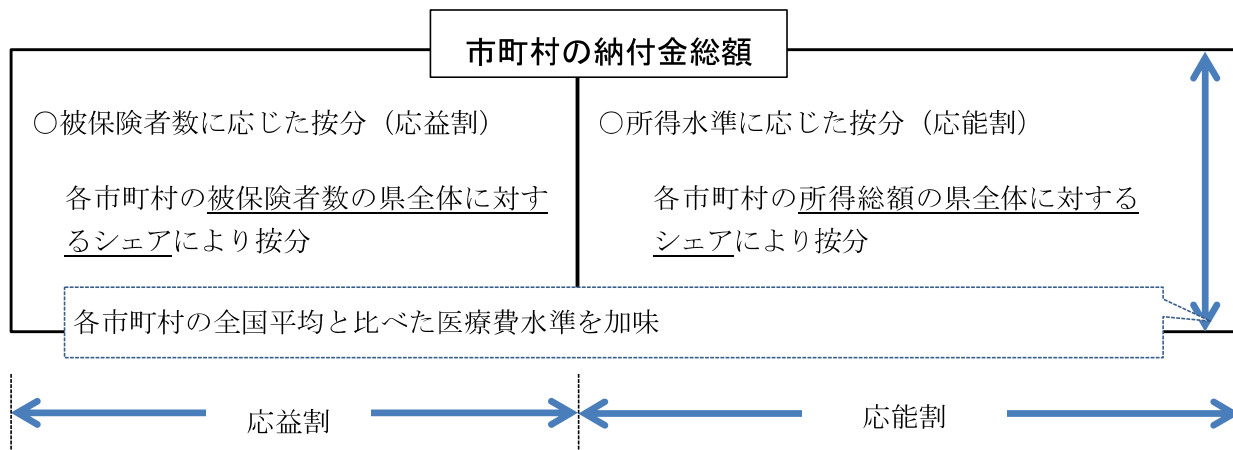 市町村の納付金総額
○被保険者数に応じた按分（応益割）
各市町村の被保険者数の県全体に対す
るシェアにより按分
○所得水準に応じた按分（応能割）
各市町村の所得総額の県全体に対する
シェアにより按分
各市町村の全国平均と比べた医療費水準を加味
応益割
応能割